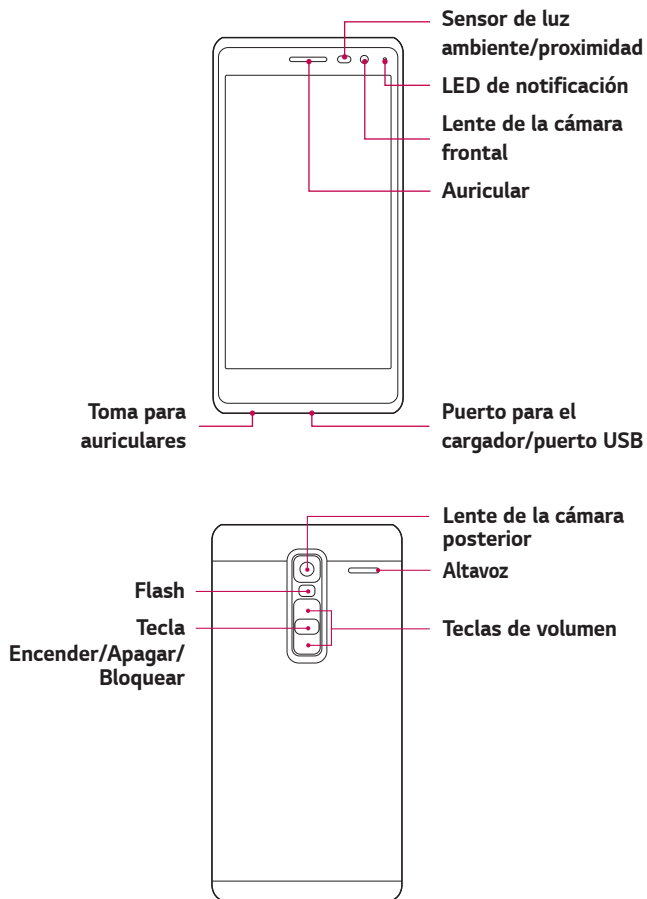 Sensor de luz
ambiente/proximidad
LED de notificación
Lente de la cámara
frontal
Auricular
Toma para
auriculares
Puerto para el
cargador/puerto USB
Lente de la cámara
posterior
Altavoz
Flash
Tecla
Encender/Apagar/
Bloquear
Teclas de volumen